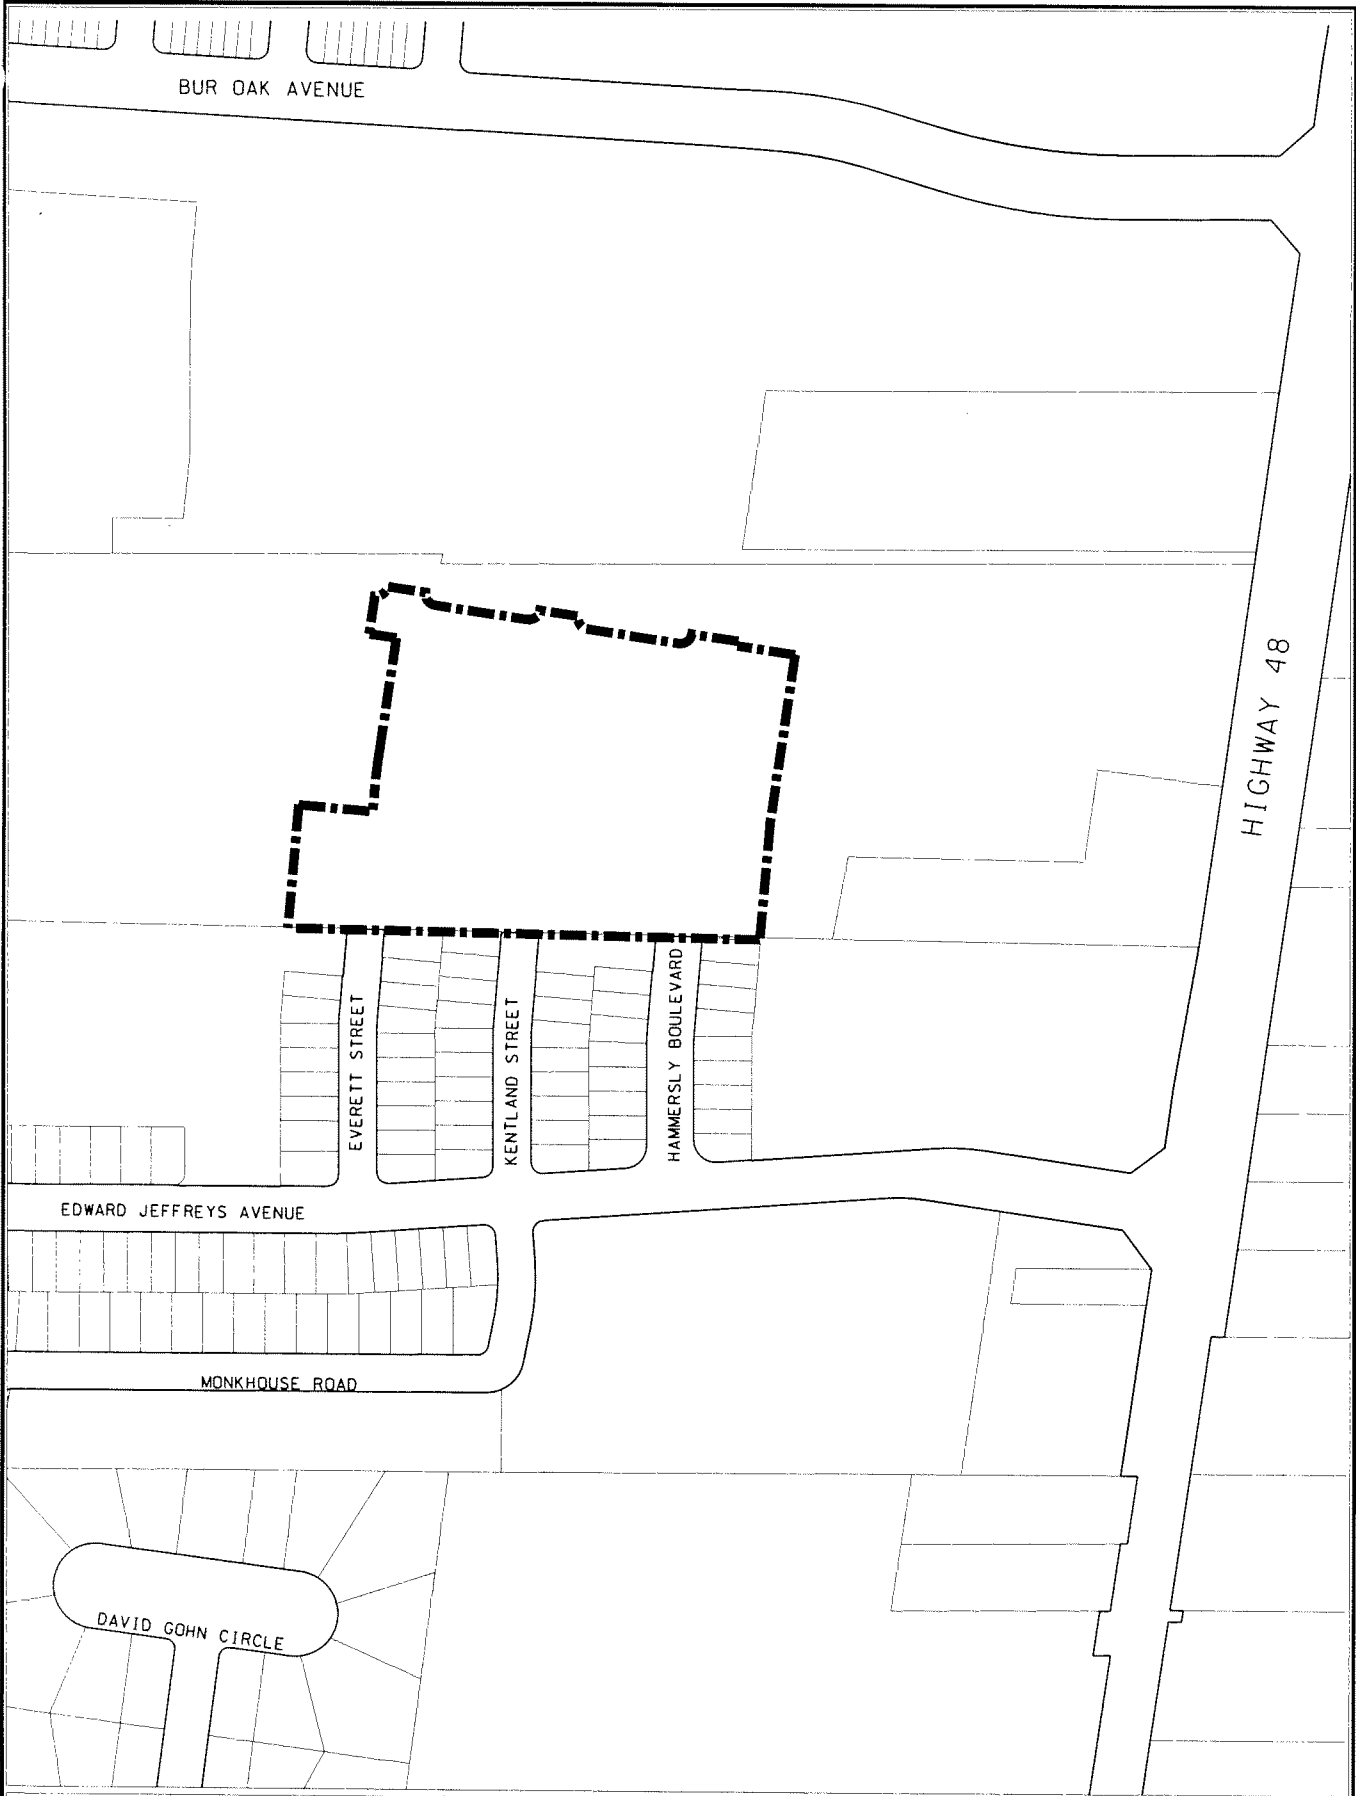 BUR OAK AVENUE
HIGHWAY 48
EVERETT STREET
KENTLAND STREET
HAMMERSLY BOULEVARD
EDWARD JEFFREYS AVENUE
MONKHOUSE ROAD
DAVID GOHN CIRCLE